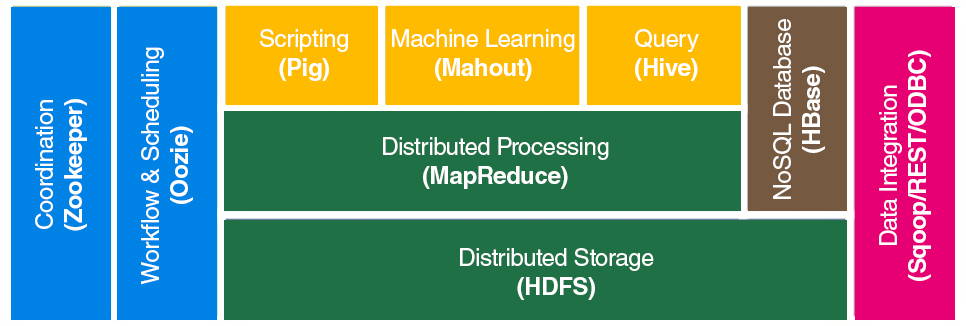 Coordination
(Zookeeper)
Workflow & Scheduling
(Oozie)
Scripting
(Pig)
Machine Learning
(Mahout)
Query
(Hive)
Distributed Processing
(MapReduce)
Distributed Storage
(HDFS)
NoSQL Database
(HBase)
Data Integration
(Sqoop/REST/ODBC)